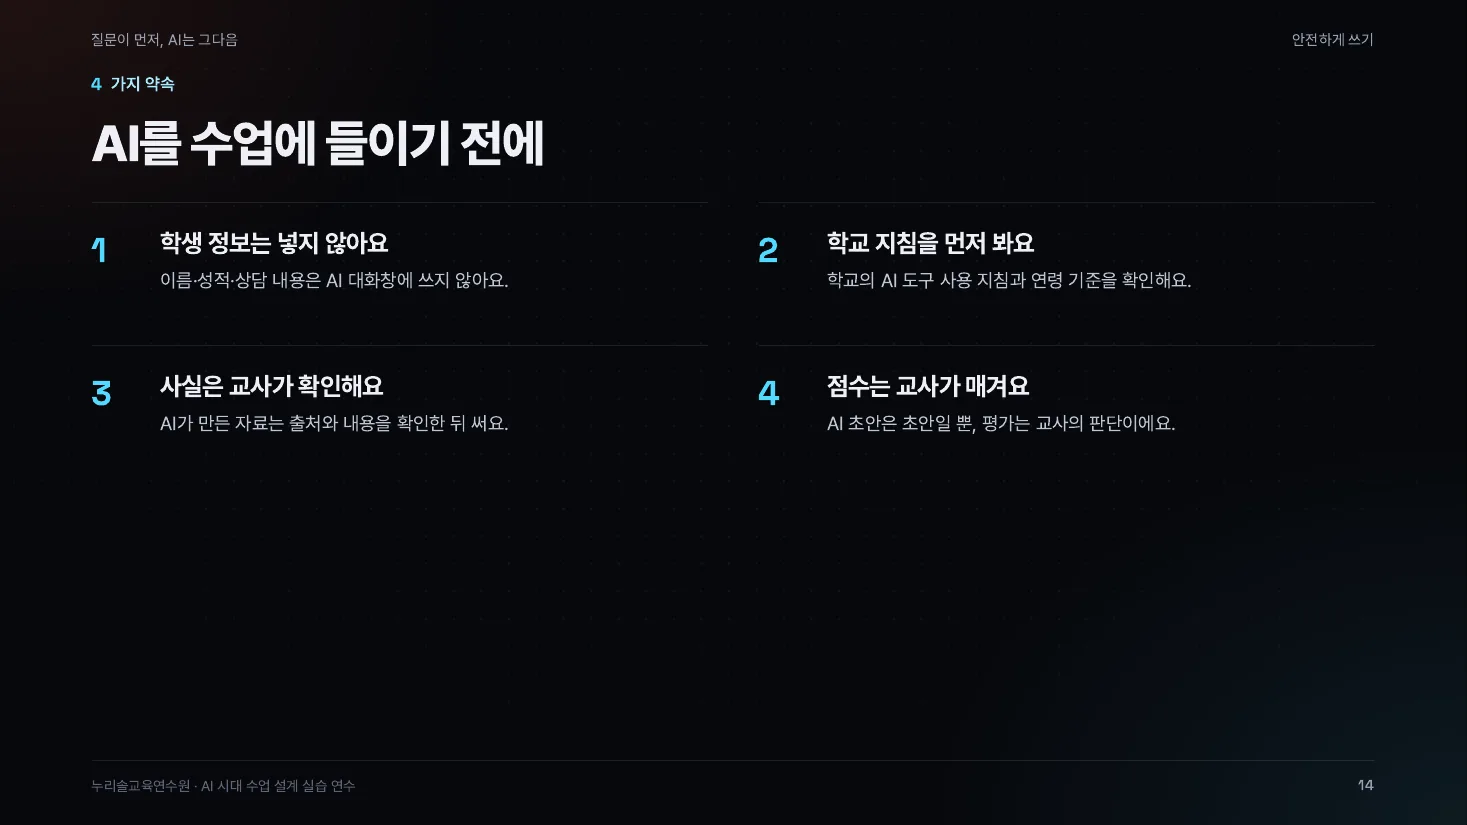 질문이 먼저, AI는 그다음
안전하게 쓰기
4 가지 약속
AI를 수업에 들이기 전에
1 학생 정보는 넣지 않아요
이름·성적·상담 내용은 AI 대화창에 쓰지 않아요.
2 학교 지침을 먼저 봐요
학교의 AI 도구 사용 지침과 연령 기준을 확인해요.
3 사실은 교사가 확인해요
AI가 만든 자료는 출처와 내용을 확인한 뒤 써요.
4 점수는 교사가 매겨요
AI 초안은 초안일 뿐, 평가는 교사의 판단이에요.
누리솔교육연수원 · AI 시대 수업 설계 실습 연수
14